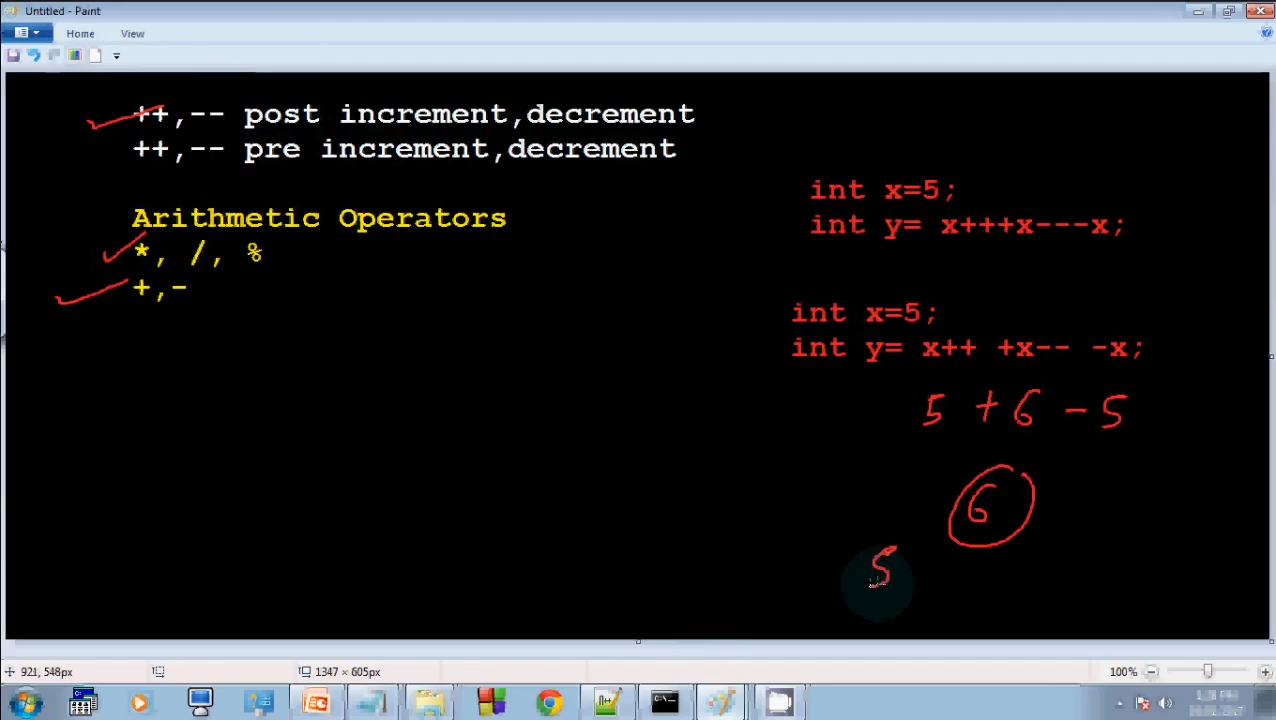 Untitled - Paint
Home View
++,-- post increment,decrement
++,-- pre increment,decrement
Arithmetic Operators
*, /, %
+,-
int x=5;
int y= x+++x---x;
int x=5;
int y= x++ +x-- -x;
5 + 6 - 5
6
5
921, 548px
1347 × 605px
100%